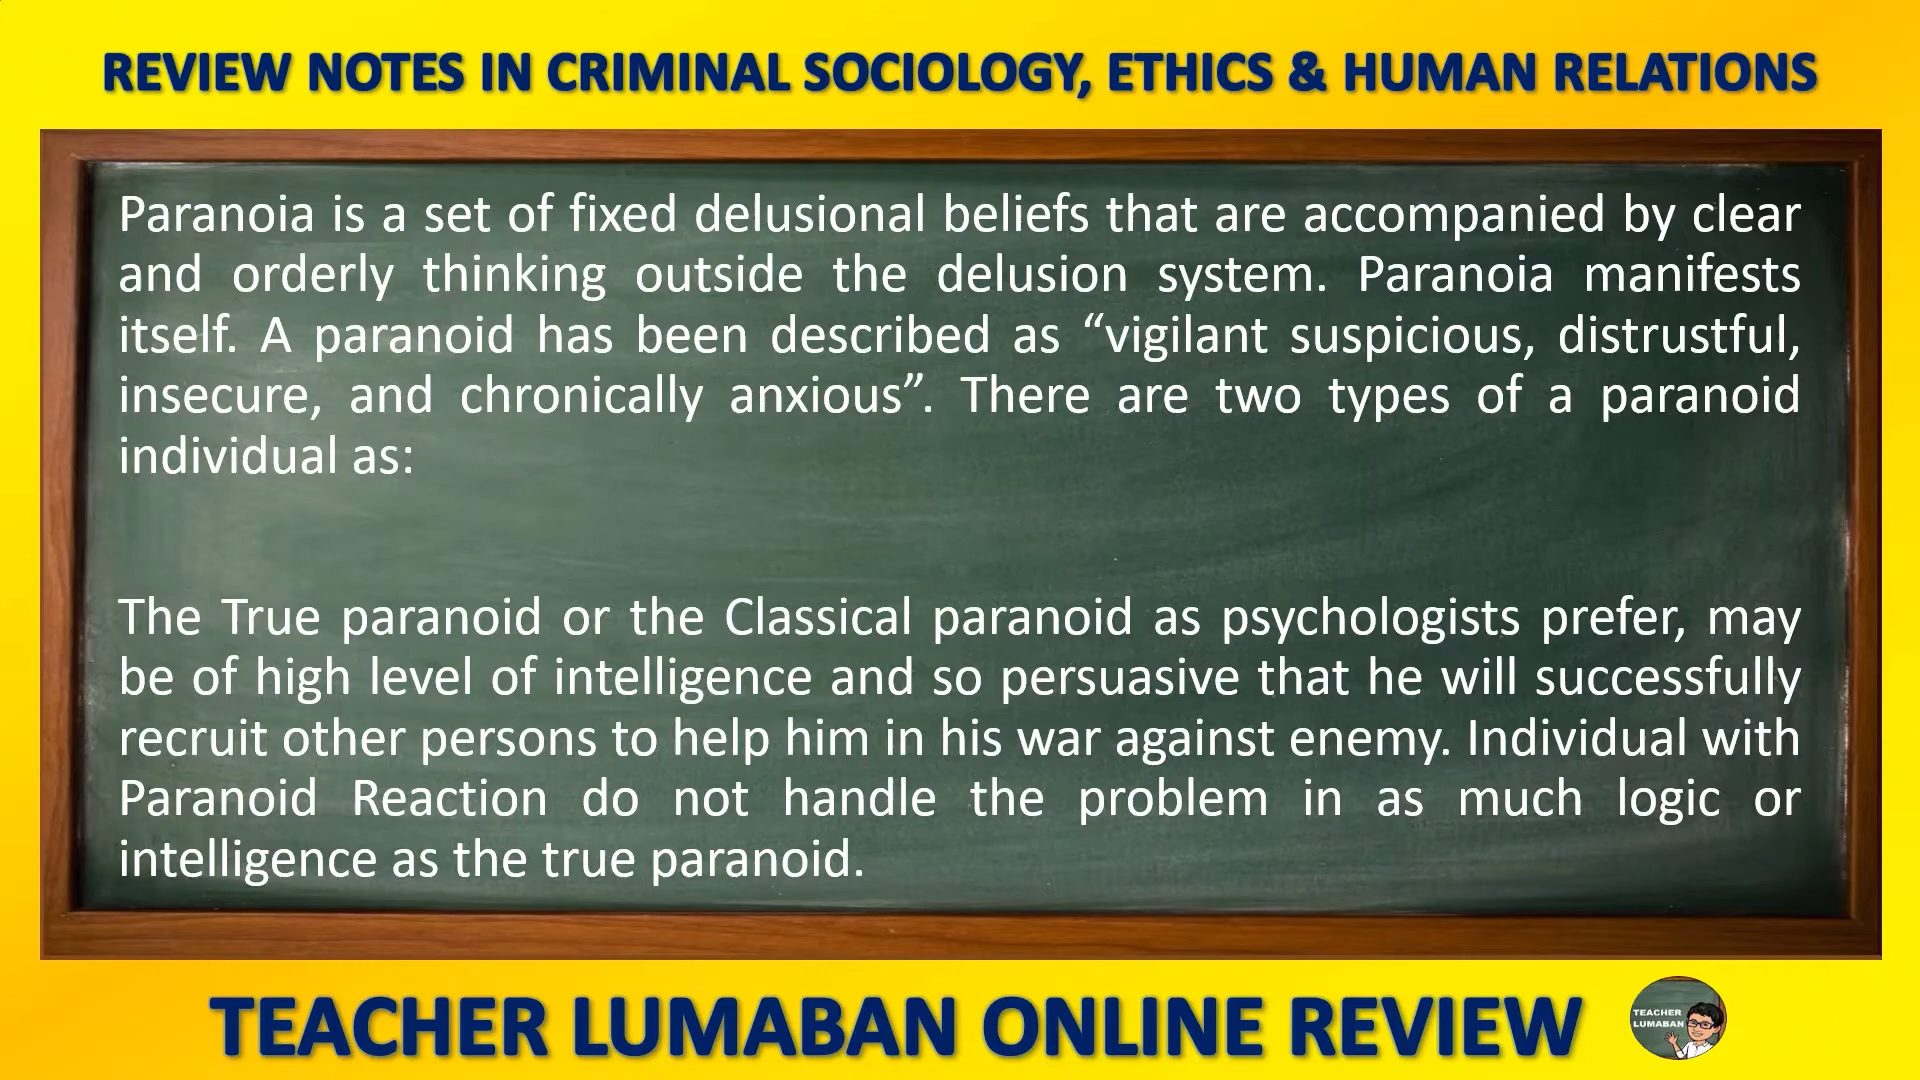 REVIEW NOTES IN CRIMINAL SOCIOLOGY, ETHICS & HUMAN RELATIONS
Paranoia is a set of fixed delusional beliefs that are accompanied by clear
and orderly thinking outside the delusion system. Paranoia manifests
itself. A paranoid has been described as “vigilant suspicious, distrustful,
insecure, and chronically anxious”. There are two types of a paranoid
individual as:
The True paranoid or the Classical paranoid as psychologists prefer, may
be of high level of intelligence and so persuasive that he will successfully
recruit other persons to help him in his war against enemy. Individual with
Paranoid Reaction do not handle the problem in as much logic or
intelligence as the true paranoid.
TEACHER LUMABAN ONLINE REVIEW
TEACHER
LUMABAN